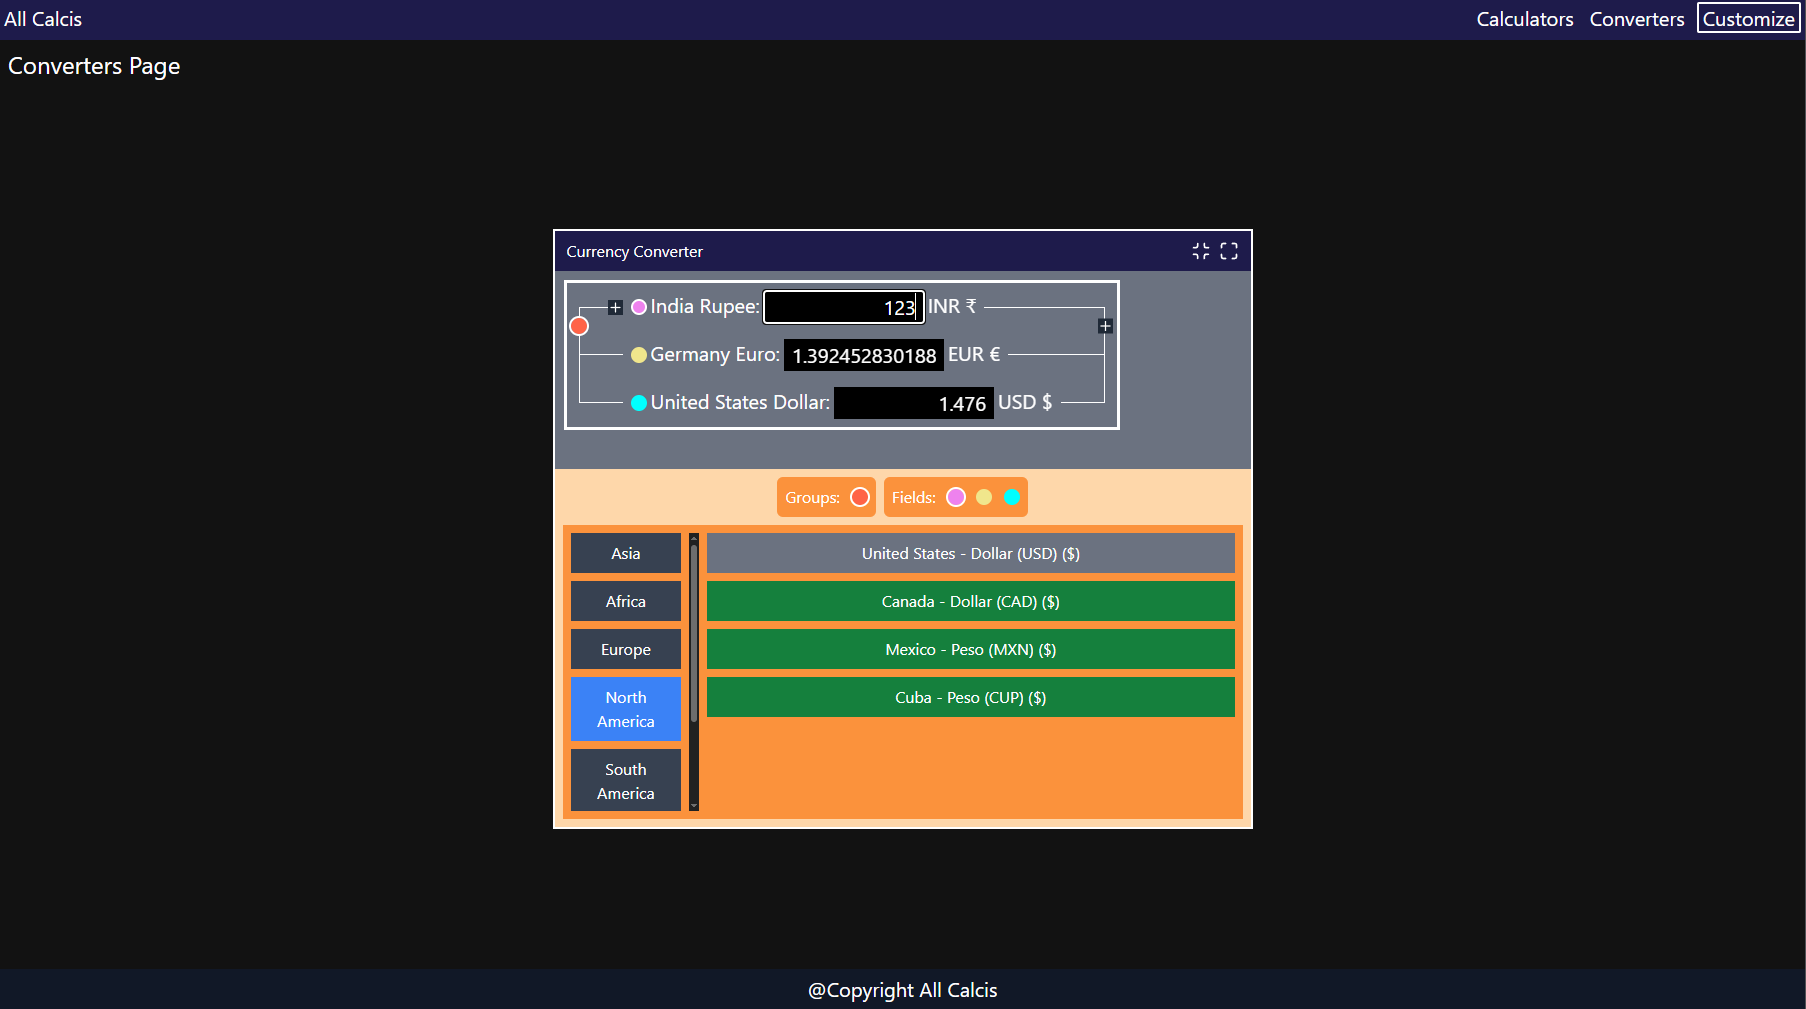 All Calcis
Calculators Converters Customize
Converters Page
Currency Converter
India Rupee: 123 INR ₹
Germany Euro: 1.392452830188 EUR €
United States Dollar: 1.476 USD $
Groups:
Fields:
Asia
Africa
Europe
North
America
South
America
United States - Dollar (USD) ($)
Canada - Dollar (CAD) ($)
Mexico - Peso (MXN) ($)
Cuba - Peso (CUP) ($)
@Copyright All Calcis